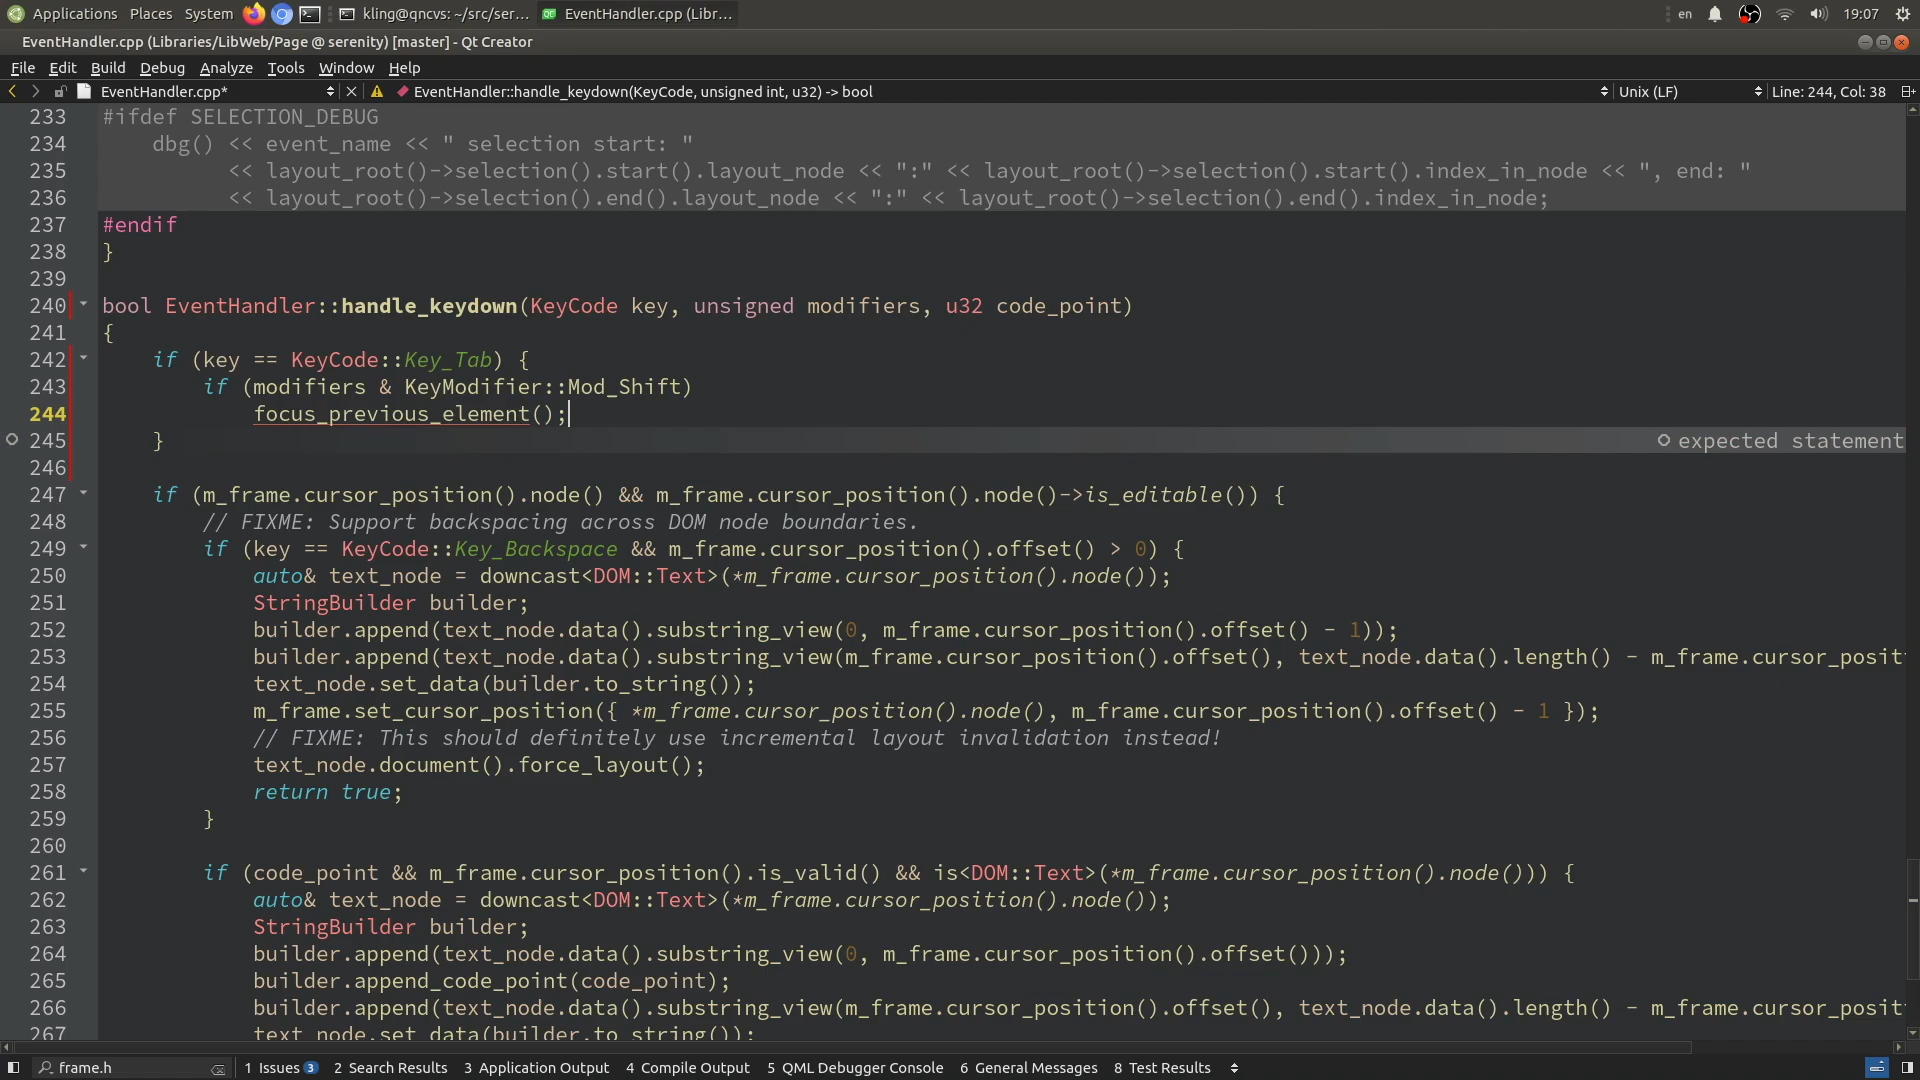 Applications Places System kling@qncvs: ~/src/ser... EventHandler.cpp (Libr... en 19:07
EventHandler.cpp (Libraries/LibWeb/Page @ serenity) [master] - Qt Creator
File Edit Build Debug Analyze Tools Window Help
EventHandler.cpp* EventHandler::handle_keydown(KeyCode, unsigned int, u32) -> bool Unix (LF) Line: 244, Col: 38
233 #ifdef SELECTION_DEBUG
234     dbg() << event_name << " selection start: "
235           << layout_root()->selection().start().layout_node << ":" << layout_root()->selection().start().index_in_node << ", end: "
236           << layout_root()->selection().end().layout_node << ":" << layout_root()->selection().end().index_in_node;
237 #endif
238 }
239
240 bool EventHandler::handle_keydown(KeyCode key, unsigned modifiers, u32 code_point)
241 {
242     if (key == KeyCode::Key_Tab) {
243         if (modifiers & KeyModifier::Mod_Shift)
244             focus_previous_element();
245     } expected statement
246
247     if (m_frame.cursor_position().node() && m_frame.cursor_position().node()->is_editable()) {
248         // FIXME: Support backspacing across DOM node boundaries.
249         if (key == KeyCode::Key_Backspace && m_frame.cursor_position().offset() > 0) {
250             auto& text_node = downcast<DOM::Text>(*m_frame.cursor_position().node());
251             StringBuilder builder;
252             builder.append(text_node.data().substring_view(0, m_frame.cursor_position().offset() - 1));
253             builder.append(text_node.data().substring_view(m_frame.cursor_position().offset(), text_node.data().length() - m_frame.cursor_posit
254             text_node.set_data(builder.to_string());
255             m_frame.set_cursor_position({ *m_frame.cursor_position().node(), m_frame.cursor_position().offset() - 1 });
256             // FIXME: This should definitely use incremental layout invalidation instead!
257             text_node.document().force_layout();
258             return true;
259         }
260
261         if (code_point && m_frame.cursor_position().is_valid() && is<DOM::Text>(*m_frame.cursor_position().node())) {
262             auto& text_node = downcast<DOM::Text>(*m_frame.cursor_position().node());
263             StringBuilder builder;
264             builder.append(text_node.data().substring_view(0, m_frame.cursor_position().offset()));
265             builder.append_code_point(code_point);
266             builder.append(text_node.data().substring_view(m_frame.cursor_position().offset(), text_node.data().length() - m_frame.cursor_posit
267             text_node.set_data(builder.to_string());
frame.h 1 Issues 3 2 Search Results 3 Application Output 4 Compile Output 5 QML Debugger Console 6 General Messages 8 Test Results